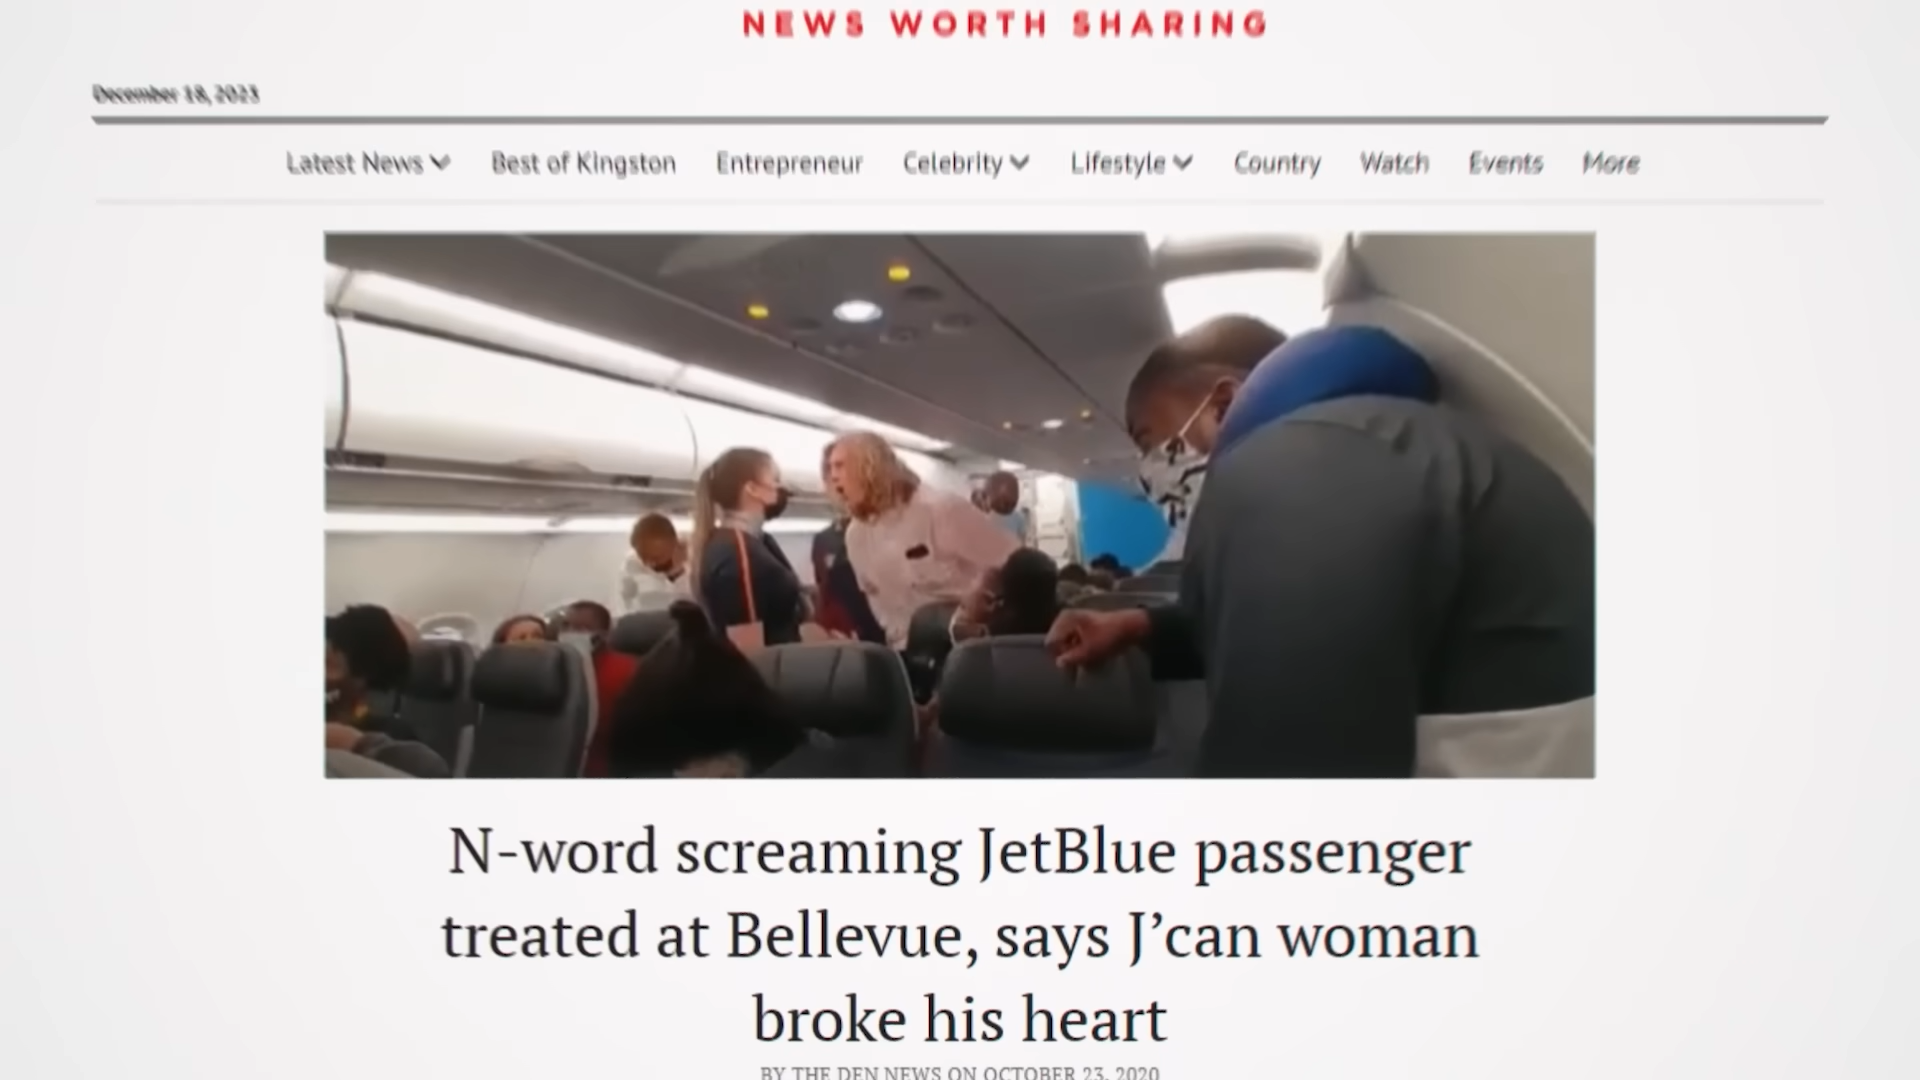 NEWS WORTH SHARING
December 18, 2023
Latest News Best of Kingston Entrepreneur Celebrity Lifestyle Country Watch Events More
N-word screaming JetBlue passenger
treated at Bellevue, says J’can woman
broke his heart
BY THE DEN NEWS ON OCTOBER 23, 2020